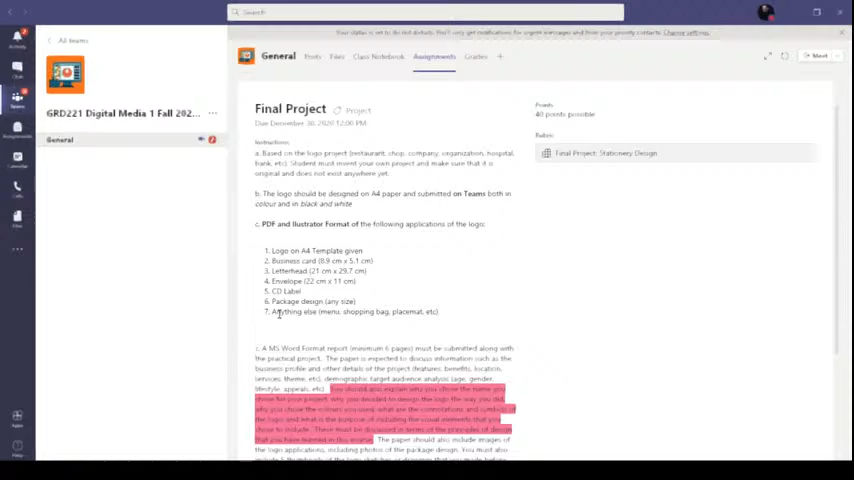 Search
Your status is set to do not disturb. You'll only get notifications for urgent messages and from your priority contacts. Change settings.
Activity
Chat
Teams
Assignments
Calendar
Calls
Files
Apps
Help
All teams
GRD221 Digital Media 1 Fall 202...
General
General Posts Files Class Notebook Assignments Grades +
Meet
Final Project Project
Due December 30, 2020 12:00 PM
Instructions:
a. Based on the logo project (restaurant, shop, company, organization, hospital,
bank, etc). Student must invent your own project and make sure that it is
original and does not exist anywhere yet.
b. The logo should be designed on A4 paper and submitted on Teams both in
colour and in black and white
c. PDF and Ilustrator Format of the following applications of the logo:
1. Logo on A4 Template given
2. Business card (8.9 cm x 5.1 cm)
3. Letterhead (21 cm x 29,7 cm)
4. Envelope (22 cm x 11 cm)
5. CD Label
6. Package design (any size)
7. Anything else (menu, shopping bag, placemat, etc)
c. A MS Word Format report (minimum 6 pages) must be submitted along with
the practical project. The paper is expected to discuss information such as the
business profile and other details of the project (features, benefits, location,
services, theme, etc), demographic target audience analysis (age, gender,
lifestyle, appeals, etc). You should also explain why you chose the name you
chose for your project, why you decided to design the logo the way you did,
why you chose the colours you used, what are the connotations and symbols of
the logo and what is the purpose of including the visual elements that you
chose to include. These must be discussed in terms of the principles of design
that you have learned in this course. The paper should also include images of
the logo applications, including photos of the package design. You must also
Points
40 points possible
Rubric
Final Project: Stationery Design